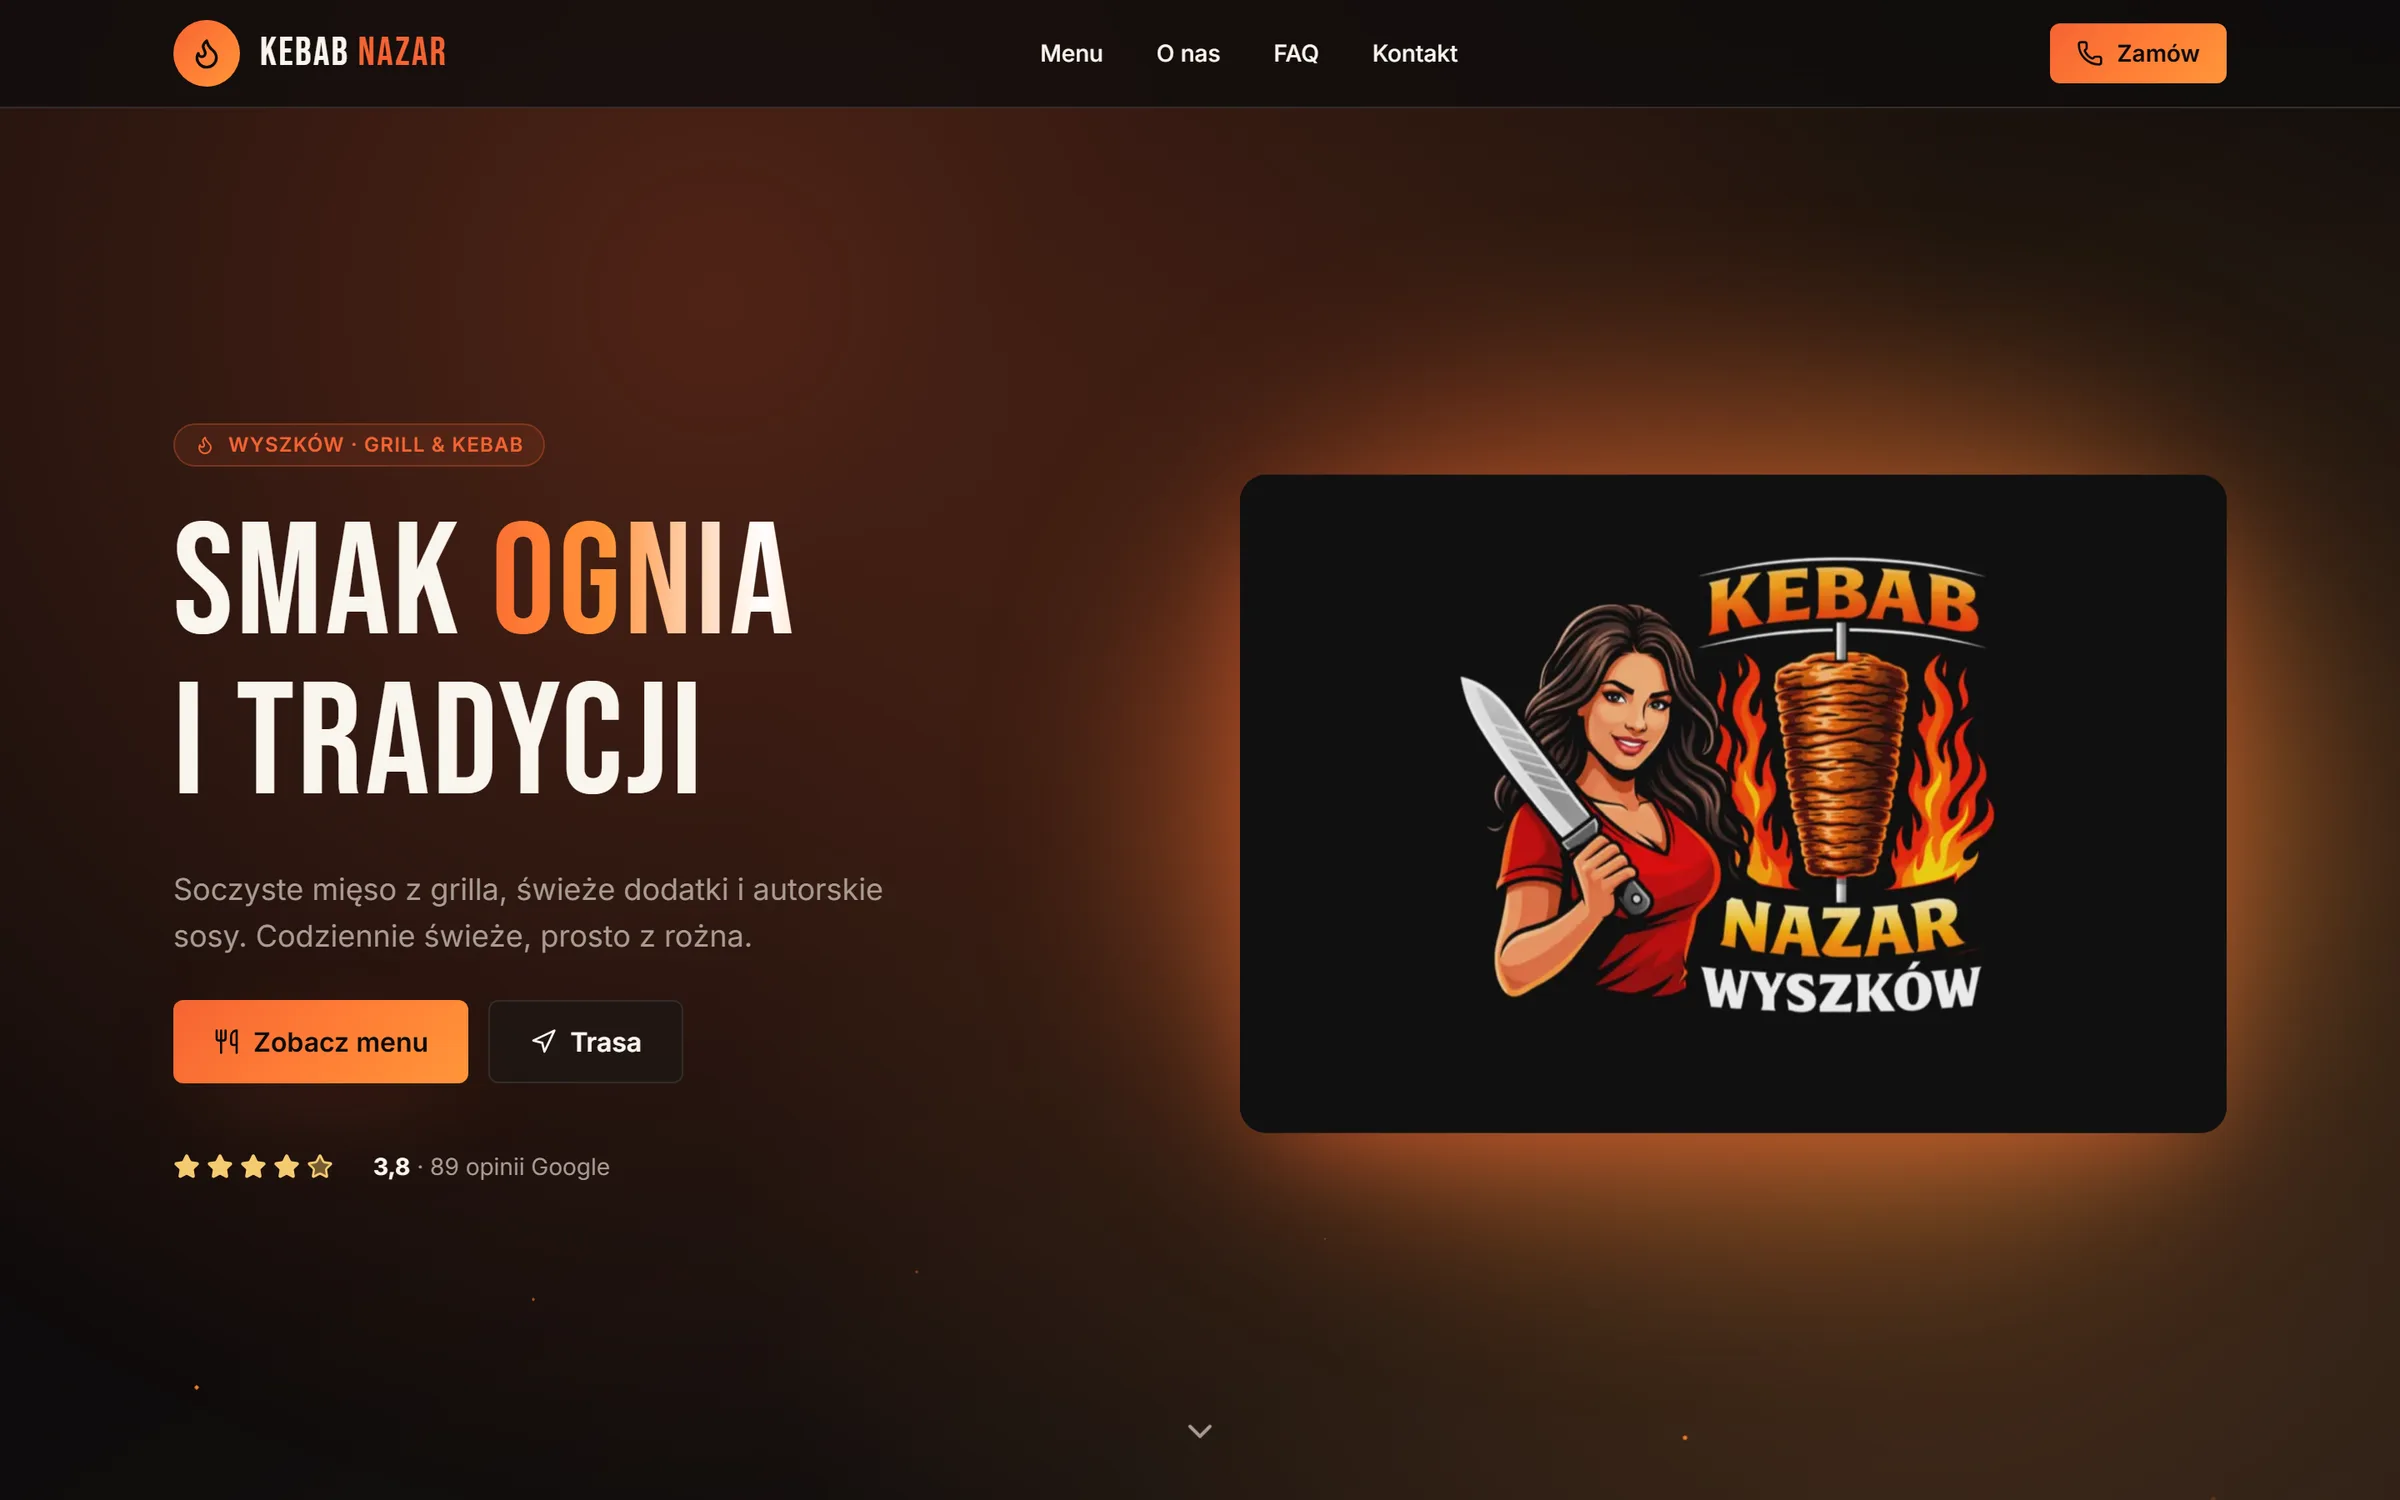 KEBAB NAZAR
Menu
O nas
FAQ
Kontakt
Zamów
WYSZKÓW · GRILL & KEBAB
SMAK OGNIA
I TRADYCJI
Soczyste mięso z grilla, świeże dodatki i autorskie
sosy. Codziennie świeże, prosto z rożna.
Zobacz menu
Trasa
3,8 · 89 opinii Google
KEBAB
NAZAR
WYSZKÓW